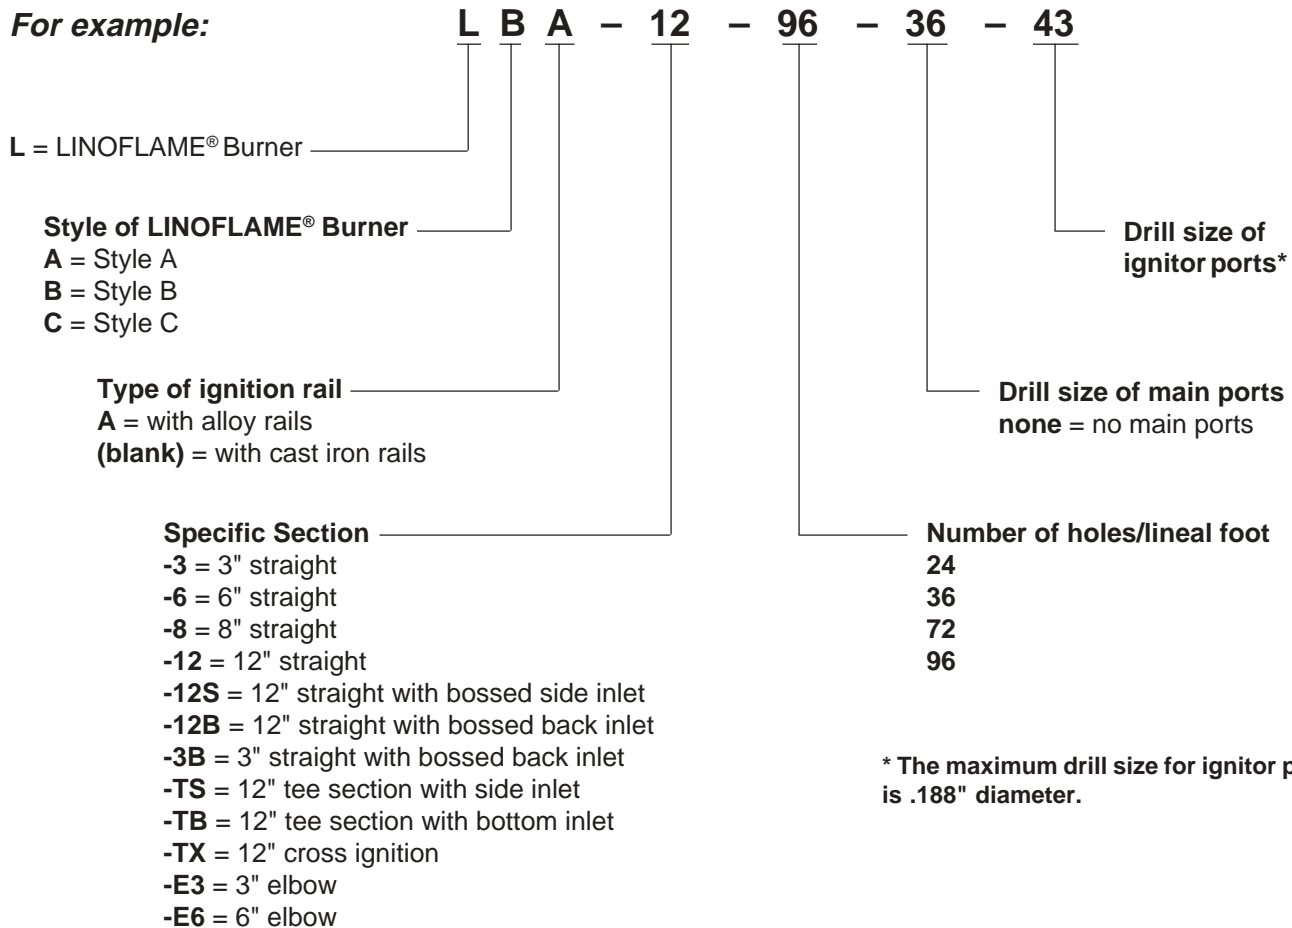 For example: L B A – 12 – 96 – 36 – 43
L = LINOFLAME® Burner
Style of LINOFLAME® Burner
A = Style A
B = Style B
C = Style C
Drill size of
ignitor ports*
Type of ignition rail
A = with alloy rails
(blank) = with cast iron rails
Drill size of main ports
none = no main ports
Specific Section
-3 = 3" straight
-6 = 6" straight
-8 = 8" straight
-12 = 12" straight
-12S = 12" straight with bossed side inlet
-12B = 12" straight with bossed back inlet
-3B = 3" straight with bossed back inlet
-TS = 12" tee section with side inlet
-TB = 12" tee section with bottom inlet
-TX = 12" cross ignition
-E3 = 3" elbow
-E6 = 6" elbow
Number of holes/lineal foot
24
36
72
96
* The maximum drill size for ignitor
is .188" diameter.